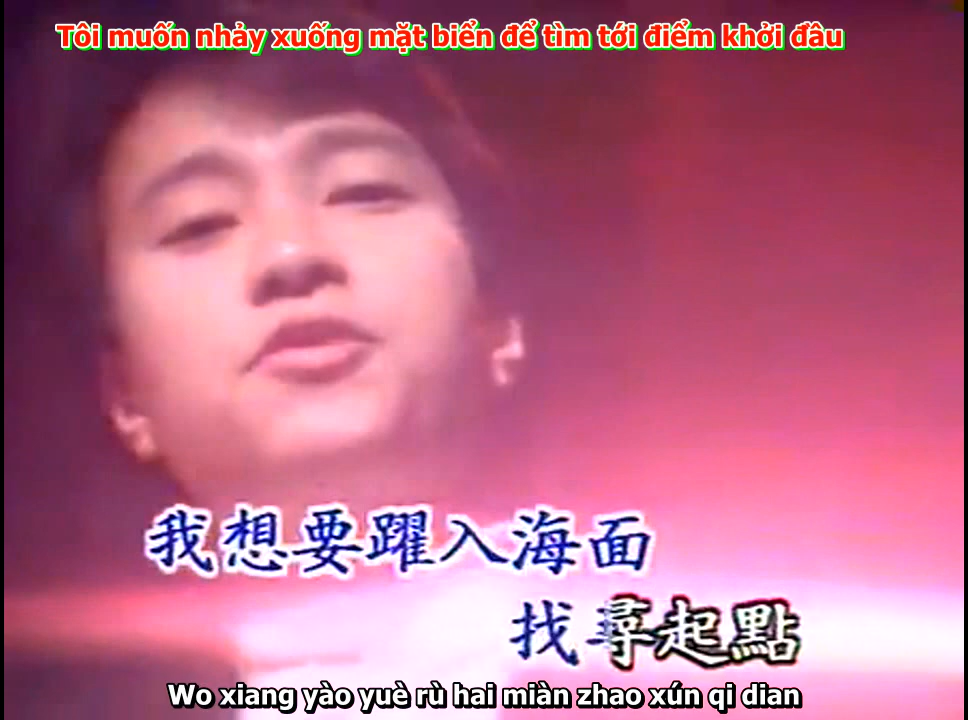 Tôi muốn nhảy xuống mặt biển để tìm tới điểm khởi đầu
我想要躍入海面
找尋起點
Wo xiang yào yuè rù hai miàn zhao xún qi dian